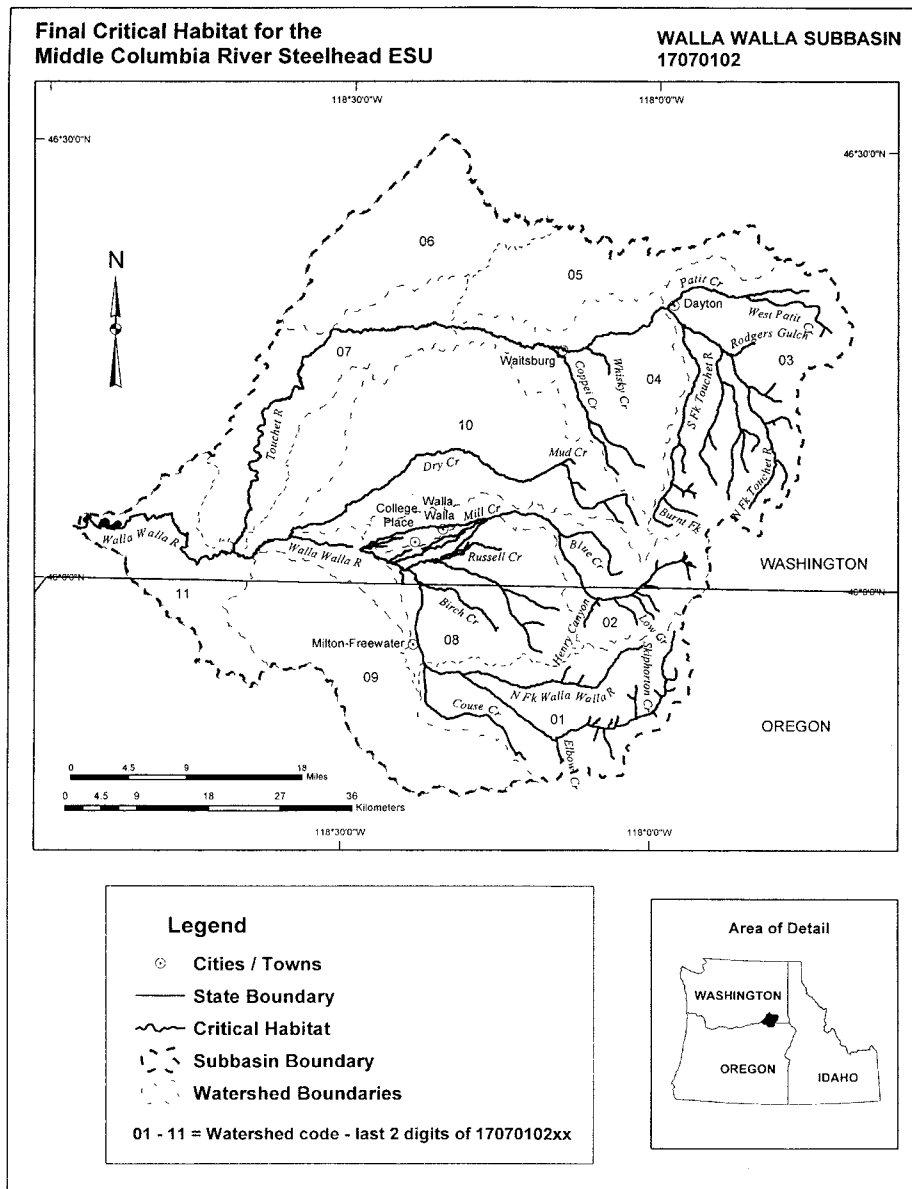 Final Critical Habitat for the
Middle Columbia River Steelhead ESU
WALLA WALLA SUBBASIN
17070102
118°30'0"W
118°0'0"W
46°30'0"N
46°30'0"N
N
06
05
Patit Cr
Dayton
West Patit Cr
Rodgers Gulch
03
07
Waitsburg
Coppei Cr
Whisky Cr
04
S Fk Touchet R
N Fk Touchet R
Touchet R
10
Mud Cr
Dry Cr
Walla Walla
College Place
Mill Cr
Burnt Fk
Walla Walla R
Walla Walla R
Russell Cr
Blue Cr
WASHINGTON
46°0'0"N
46°0'0"N
11
Birch Cr
Henry Canyon
02
Low Cr
Milton-Freewater
08
Skiphorton Cr
09
N Fk Walla Walla R
Couse Cr
01
Elbow Cr
OREGON
0 4.5 9 18
Miles
0 4.5 9 18 27 36
Kilometers
118°30'0"W
118°0'0"W
Legend
Cities / Towns
State Boundary
Critical Habitat
Subbasin Boundary
Watershed Boundaries
01 - 11 = Watershed code - last 2 digits of 17070102xx
Area of Detail
WASHINGTON
OREGON
IDAHO